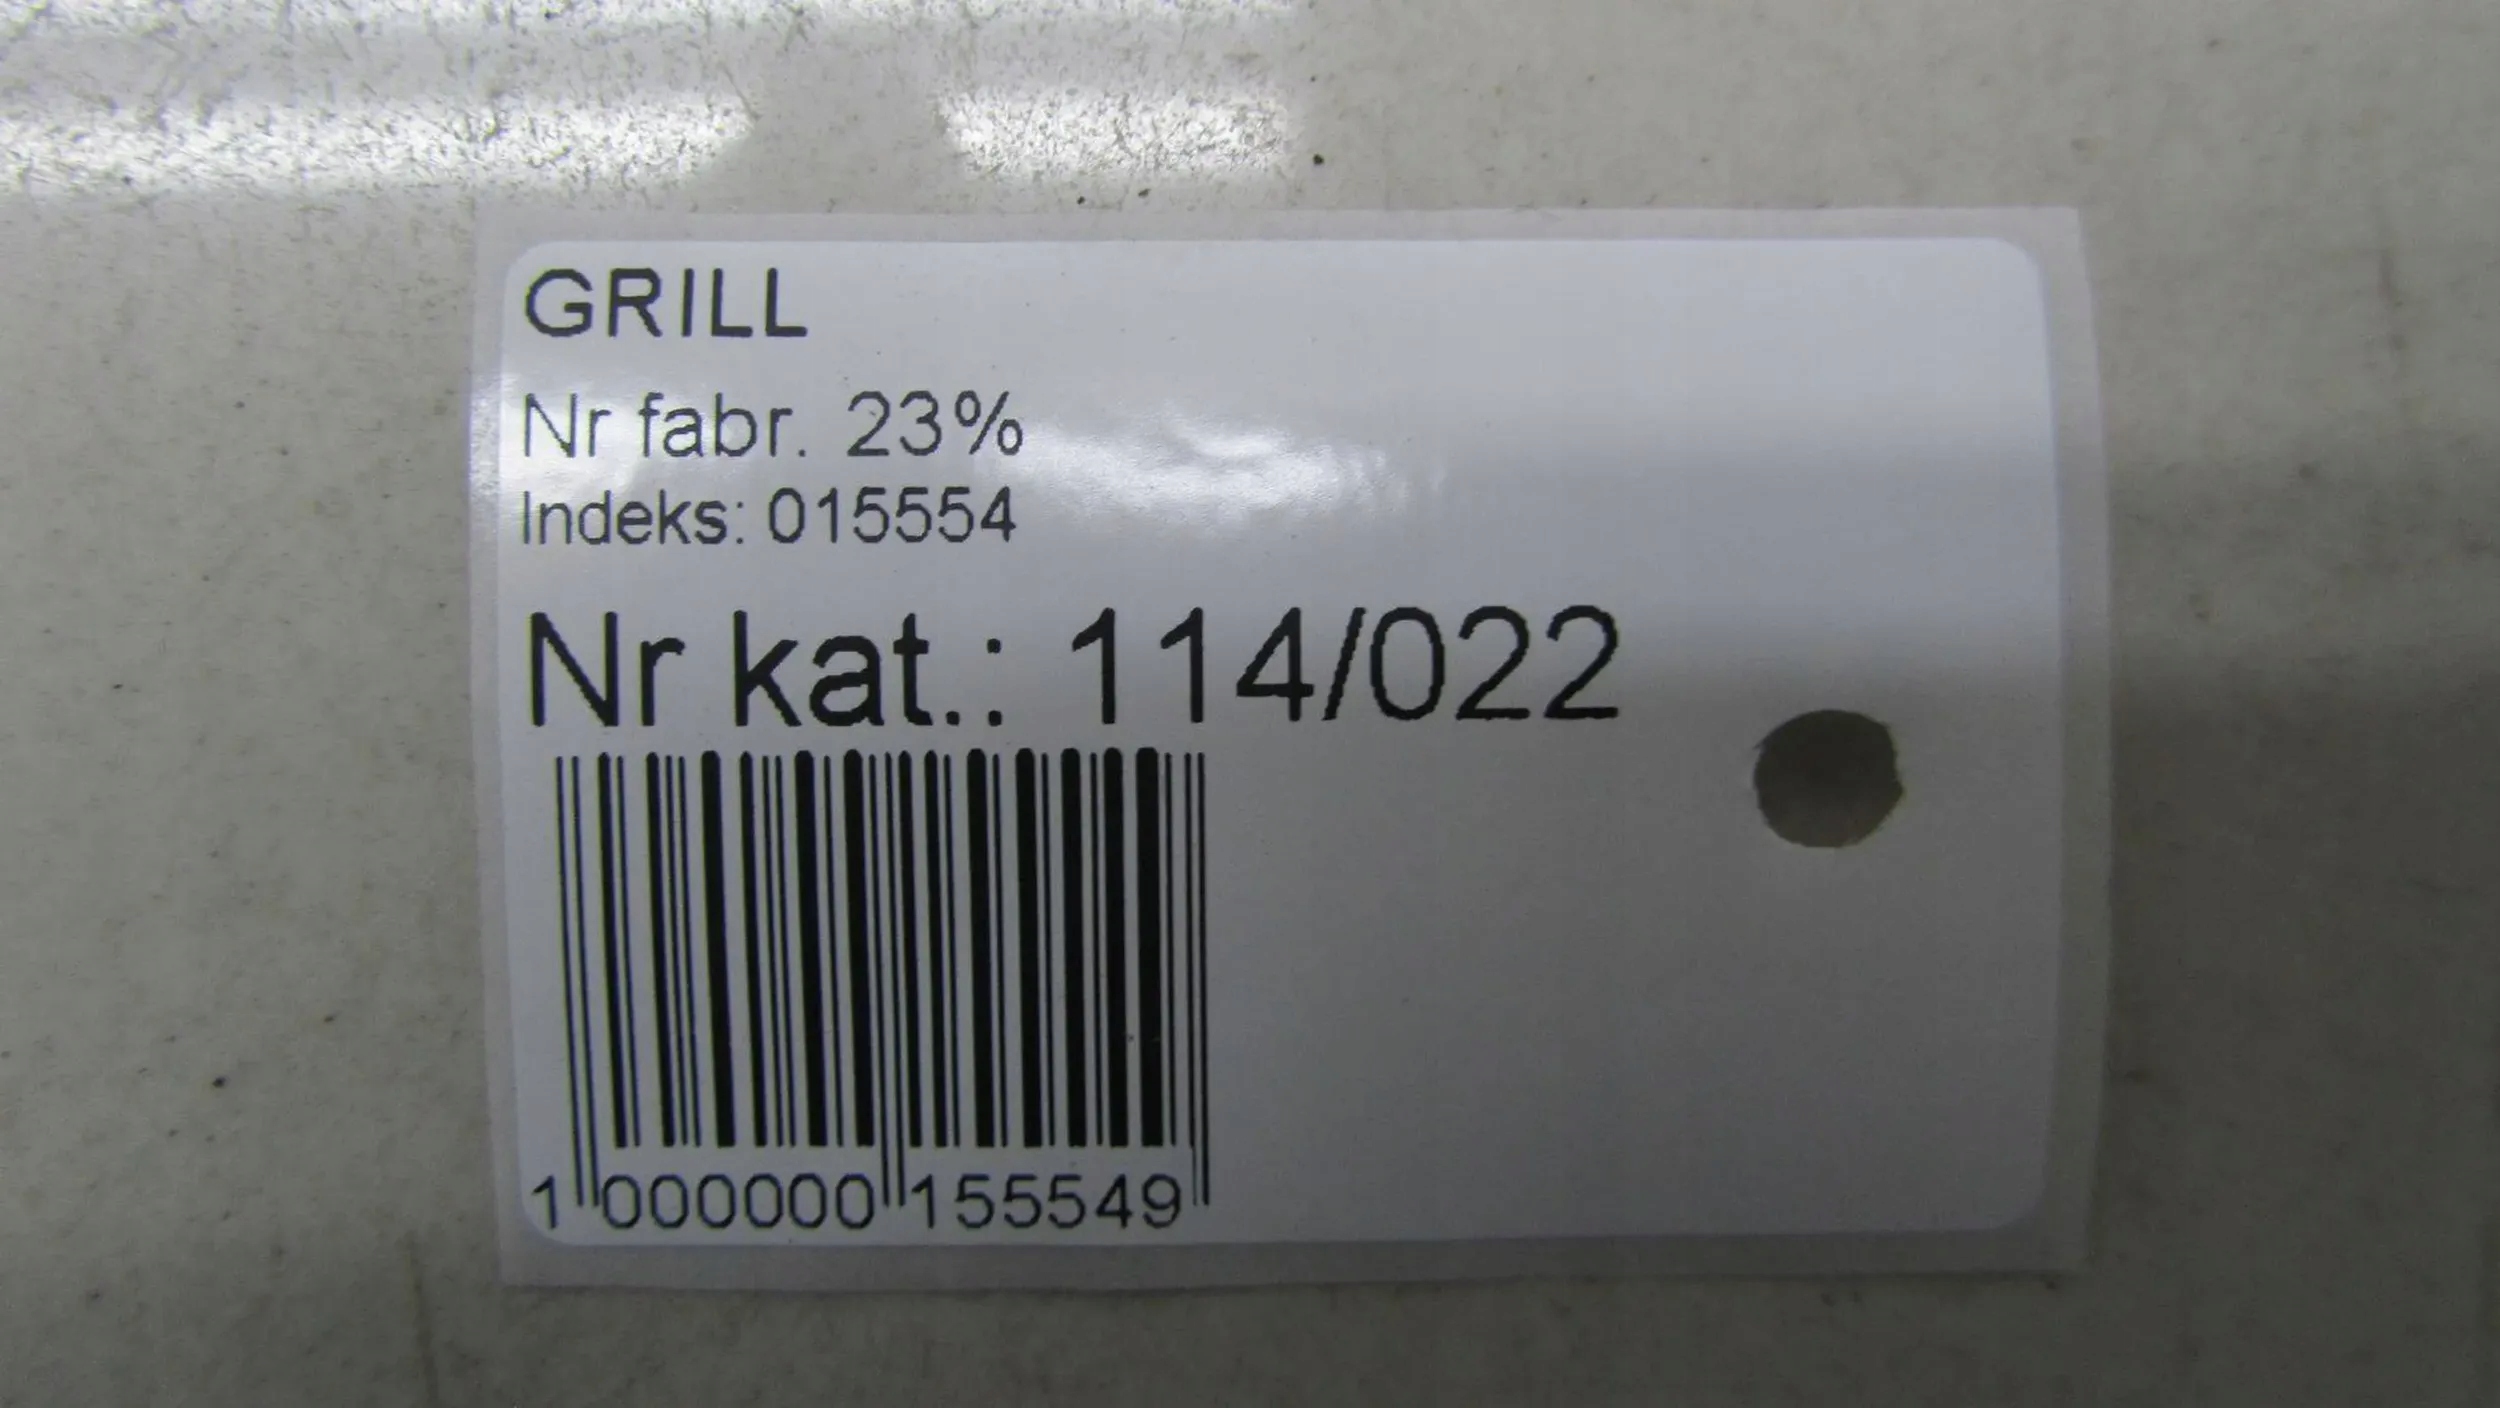 GRILL
Nr fabr. 23%
Indeks: 015554
Nr kat.: 114/022
1 000000 155549